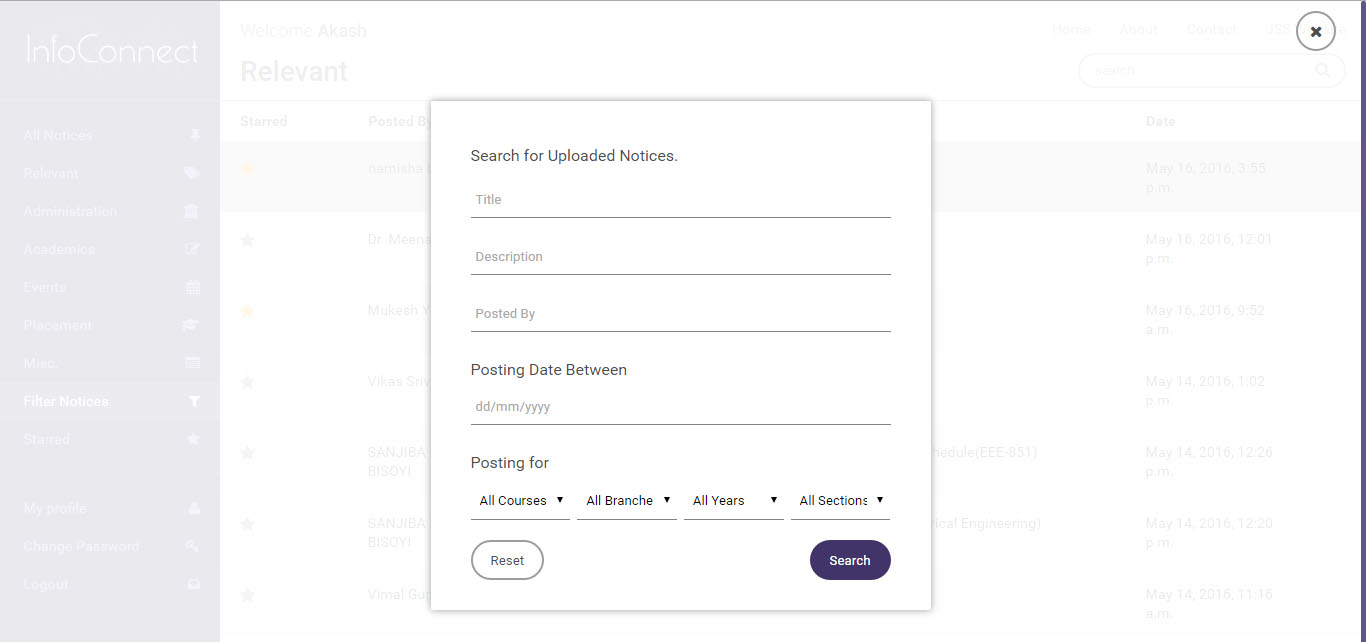 InfoConnect
Welcome Akash
Home About Contact JSS
Relevant
search
All Notices
Relevant
Administration
Academics
Events
Placement
Misc.
Filter Notices
Starred
My profile
Change Password
Logout
Starred Posted By Date
namisha
May 16, 2016, 3:55
p.m.
Dr. Meena
May 16, 2016, 12:01
p.m.
Mukesh Y
May 16, 2016, 9:52
a.m.
Vikas Sriv
May 14, 2016, 1:02
p.m.
SANJIBA hedule(EEE-851) May 14, 2016, 12:26
BISOYI p.m.
SANJIBA rical Engineering) May 14, 2016, 12:20
BISOYI p.m.
Vimal Gup May 14, 2016, 11:16
a.m.
Search for Uploaded Notices.
Title
Description
Posted By
Posting Date Between
dd/mm/yyyy
Posting for
All Courses All Branche All Years All Sections
Reset Search